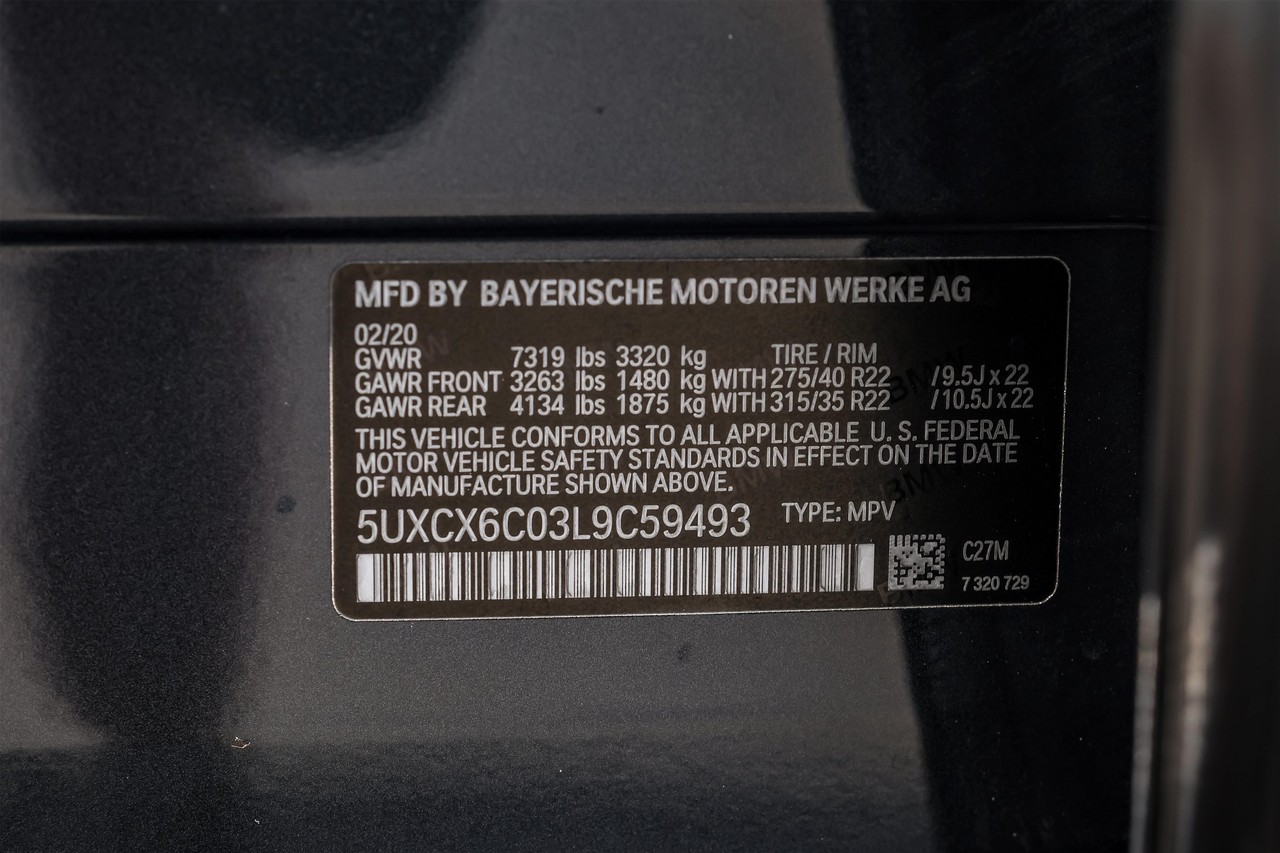 MFD BY BAYERISCHE MOTOREN WERKE AG
02/20
GVWR 7319 lbs 3320 kg TIRE / RIM
GAWR FRONT 3263 lbs 1480 kg WITH 275/40 R22 /9.5J x 22
GAWR REAR 4134 lbs 1875 kg WITH 315/35 R22 /10.5J x 22
THIS VEHICLE CONFORMS TO ALL APPLICABLE U. S. FEDERAL
MOTOR VEHICLE SAFETY STANDARDS IN EFFECT ON THE DATE
OF MANUFACTURE SHOWN ABOVE.
5UXCX6C03L9C59493 TYPE: MPV
C27M
7 320 729